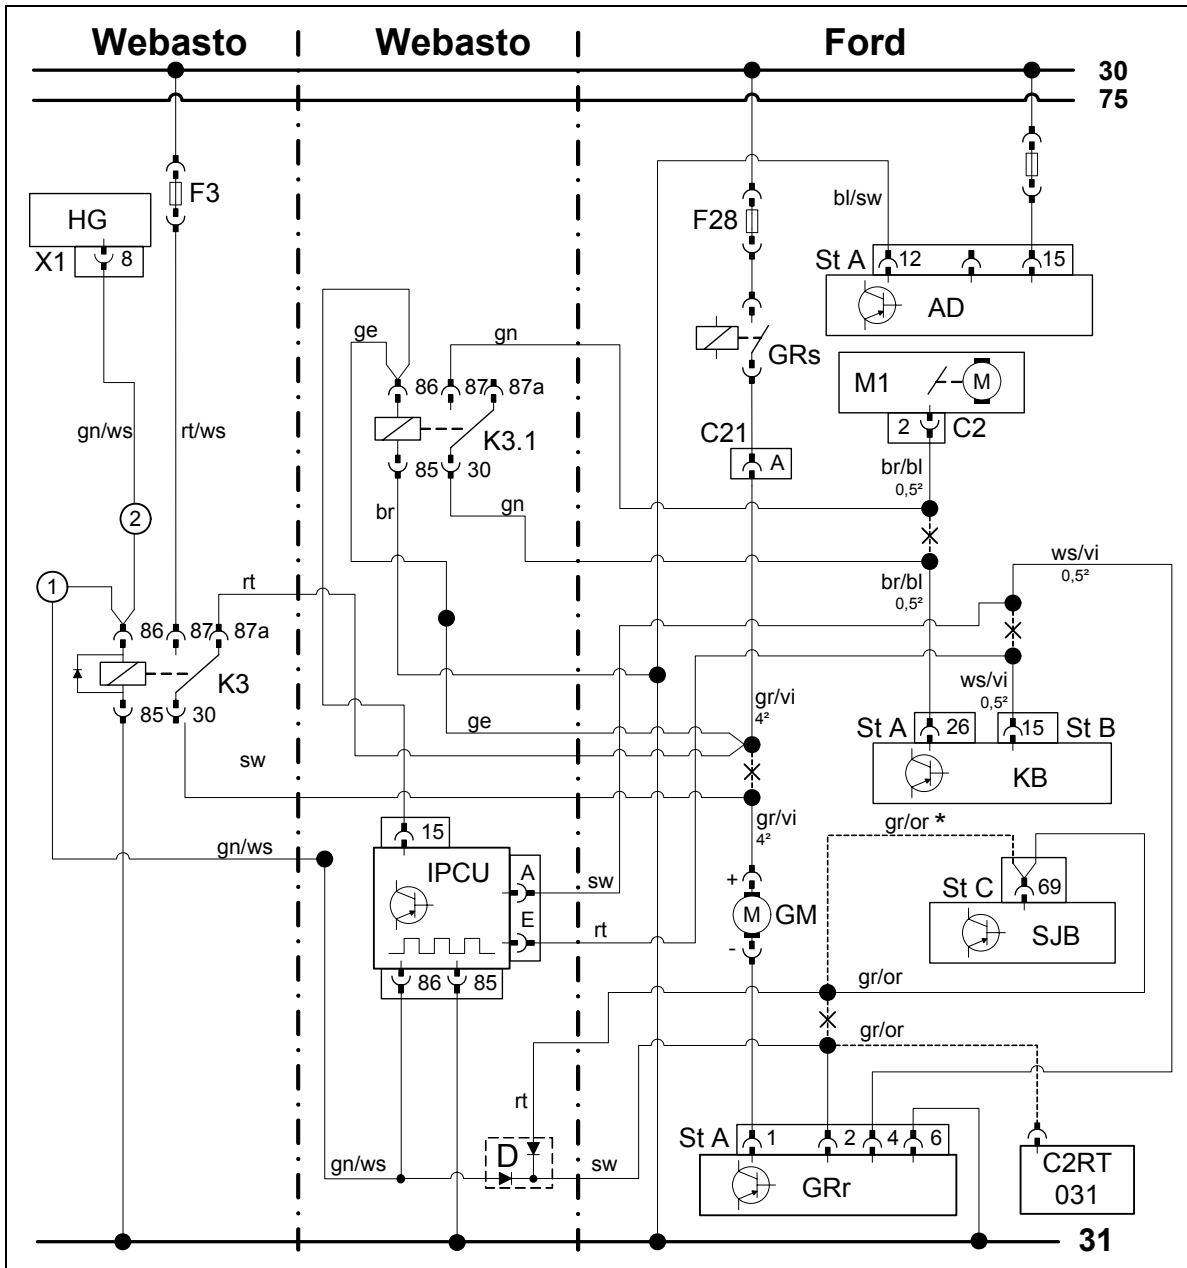 Webasto Webasto Ford
30
75
F3
HG
X1 8
bl/sw
F28
St A 12 15
AD
ge
gn
GRs
M1 M
86 87 87a
K3.1
C21
2 C2
gn/ws rt/ws
85 30
A
br/bl
0,5²
br
gn
2
ws/vi
0,5²
1
rt
br/bl
0,5²
86 87 87a
K3
ws/vi
0,5²
85 30
gr/vi
4²
ge
St A 26 15 St B
sw
KB
gr/vi
4²
gr/or *
15
gn/ws
IPCU A
sw
+
M GM
St C 69
E
rt
-
SJB
86 85
gr/or
gr/or
rt
St A 1 2 4 6
D
gn/ws
sw
GRr
C2RT
031
31